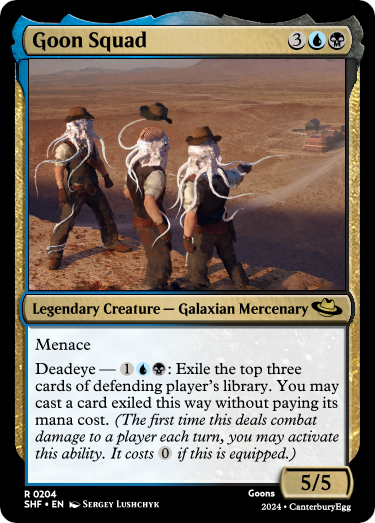 Goon Squad 3
Legendary Creature — Galaxian Mercenary
Menace
Deadeye — 1: Exile the top three
cards of defending player's library. You may
cast a card exiled this way without paying its
mana cost. (The first time this deals combat
damage to a player each turn, you may activate
this ability. It costs 0 if this is equipped.)
5/5
R 0204
Goons
SHF • EN Sergey Lushchyk
2024 • CanterburyEgg